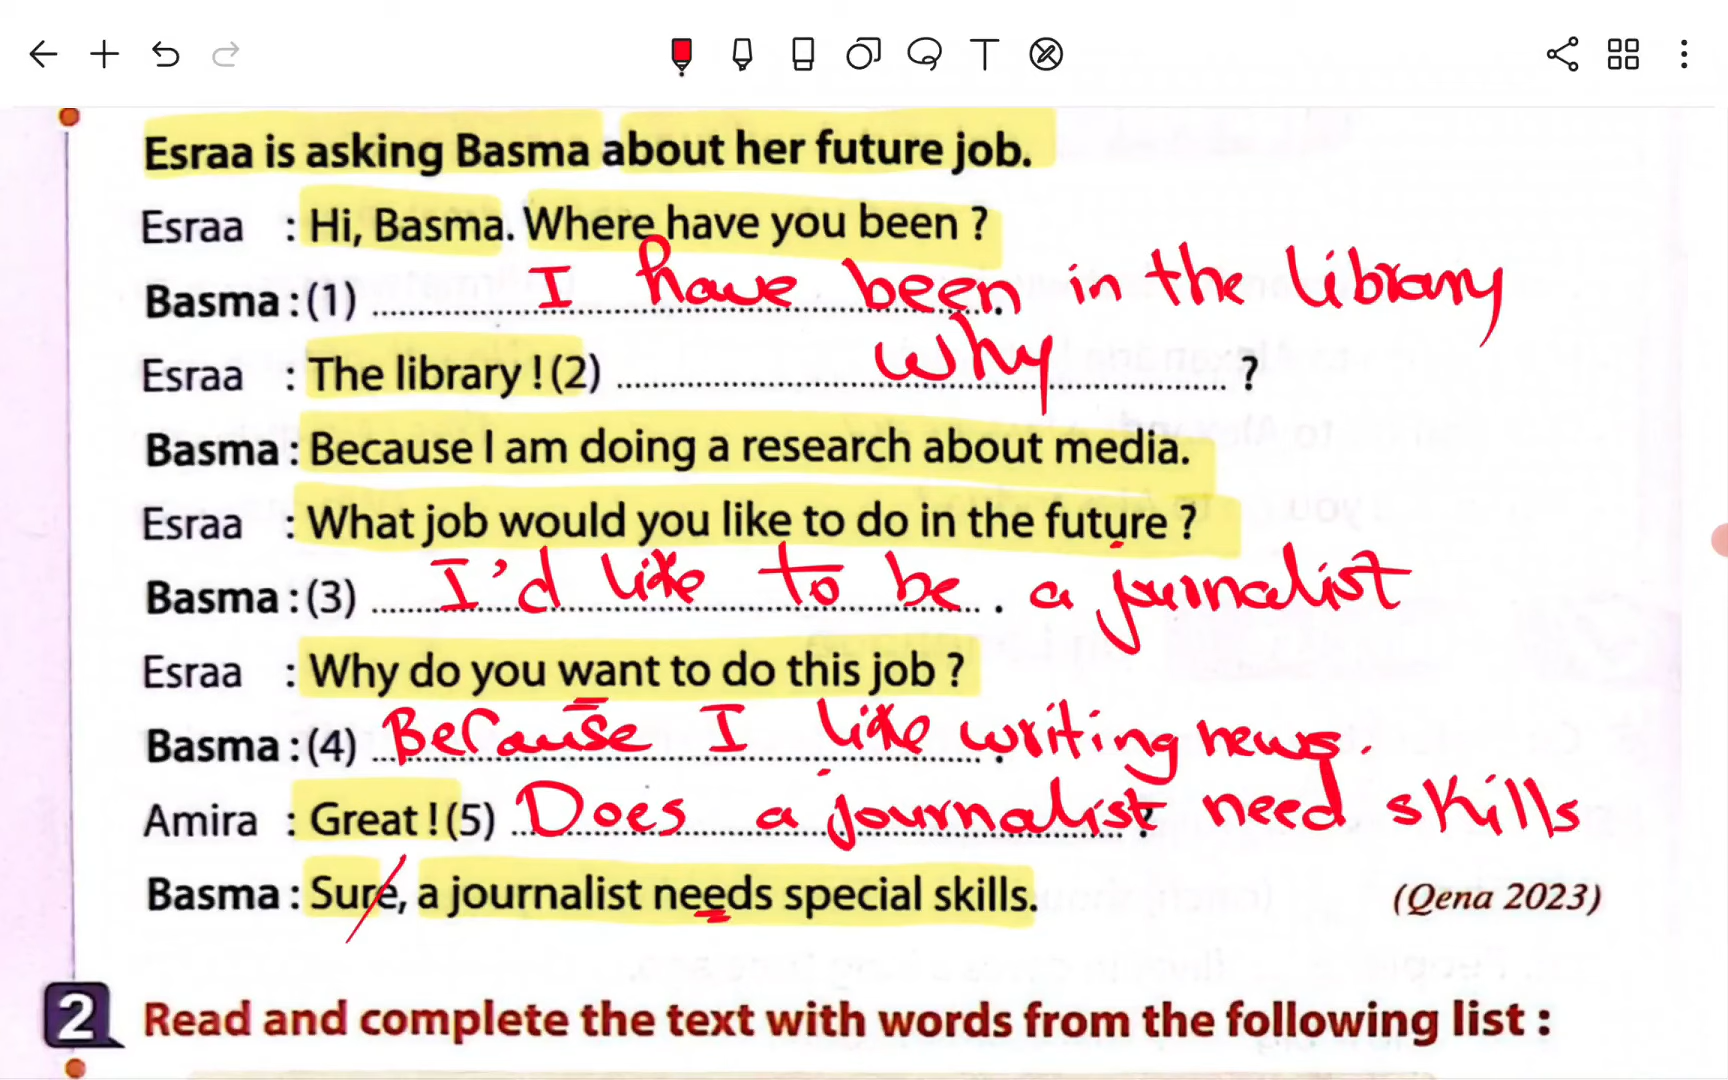 Esraa is asking Basma about her future job.
Esraa : Hi, Basma. Where have you been ?
Basma : (1) I have been in the library
Esraa : The library ! (2) why ?
Basma : Because I am doing a research about media.
Esraa : What job would you like to do in the future ?
Basma : (3) I'd like to be a journalist
Esraa : Why do you want to do this job ?
Basma : (4) Because I like writing news.
Amira : Great ! (5) Does a journalist need skills ?
Basma : Sure, a journalist needs special skills. (Qena 2023)
2 Read and complete the text with words from the following list :